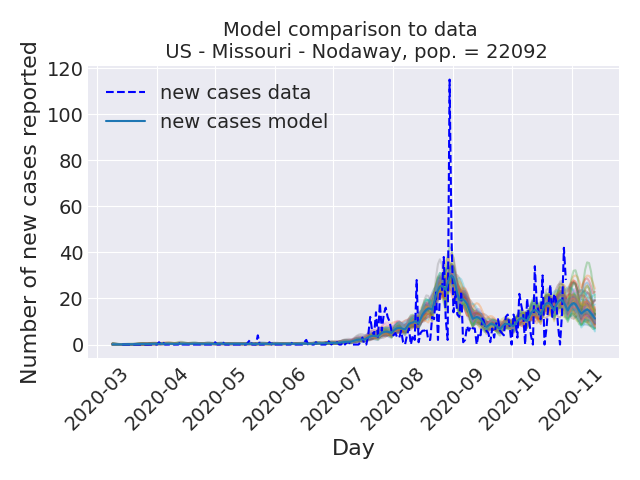 Model comparison to data
US - Missouri - Nodaway, pop. = 22092
Number of new cases reported
120
100
80
60
40
20
0
new cases data
new cases model
2020-03
2020-04
2020-05
2020-06
2020-07
2020-08
2020-09
2020-10
2020-11
Day